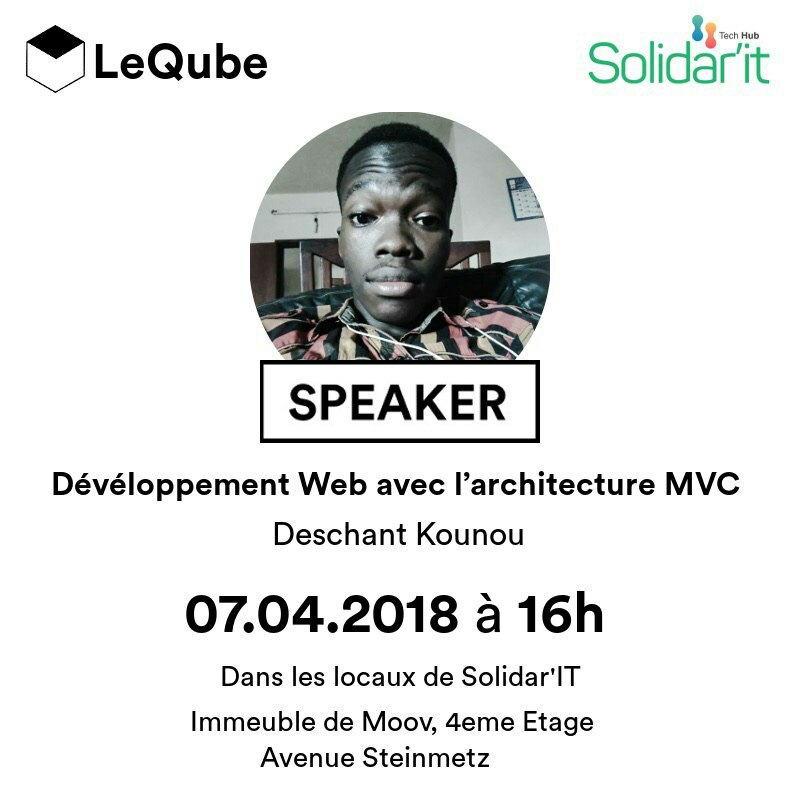 LeQube
Tech Hub
Solidar'it
SPEAKER
Dévéloppement Web avec l’architecture MVC
Deschant Kounou
07.04.2018 à 16h
Dans les locaux de Solidar'IT
Immeuble de Moov, 4eme Etage
Avenue Steinmetz